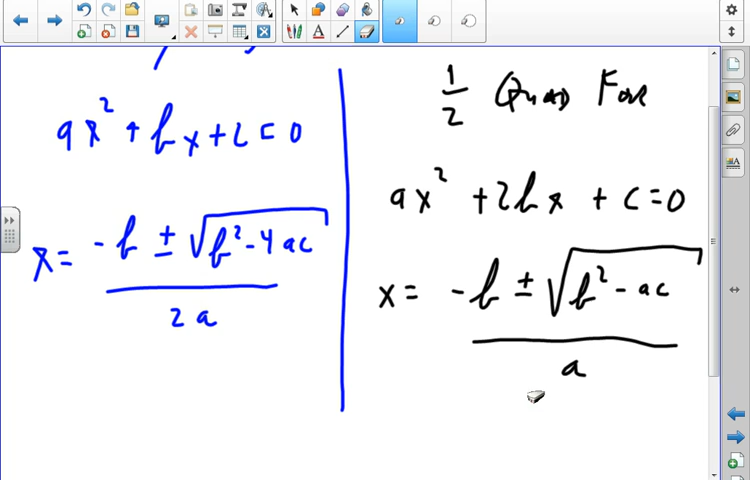 ax² + bx + c = 0
x = -b ± √(b² - 4ac) / 2a
1/2 Quad For
ax² + 2bx + c = 0
x = -b ± √(b² - ac) / a